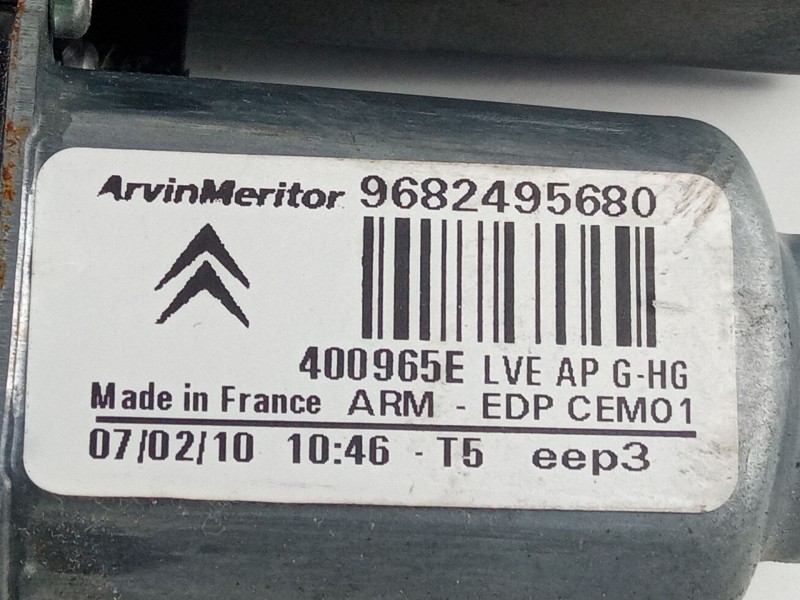 ArvinMeritor 9682495680
400965E LVE AP G-HG
Made in France ARM - EDP CEM01
07/02/10 10:46 - T5 eep3